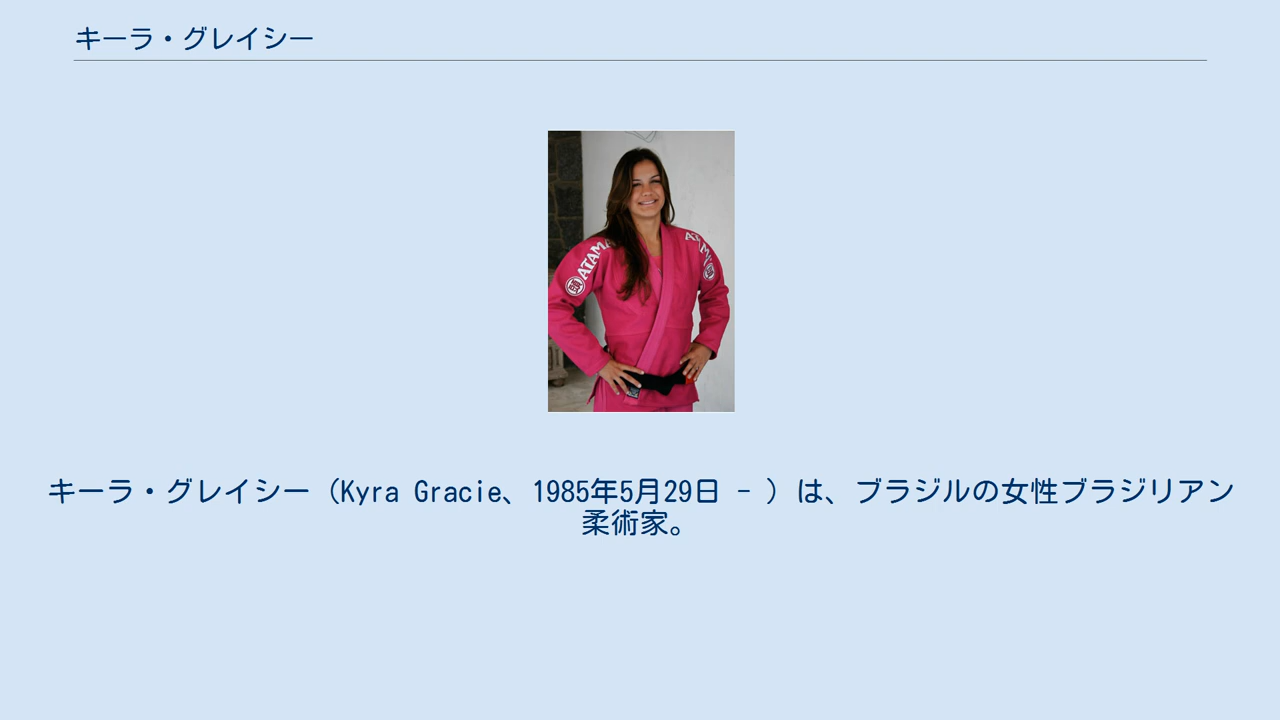 キーラ・グレイシー
ATAMA
ATAM
キーラ・グレイシー（Kyra Gracie、1985年5月29日 - ）は、ブラジルの女性ブラジリアン
柔術家。